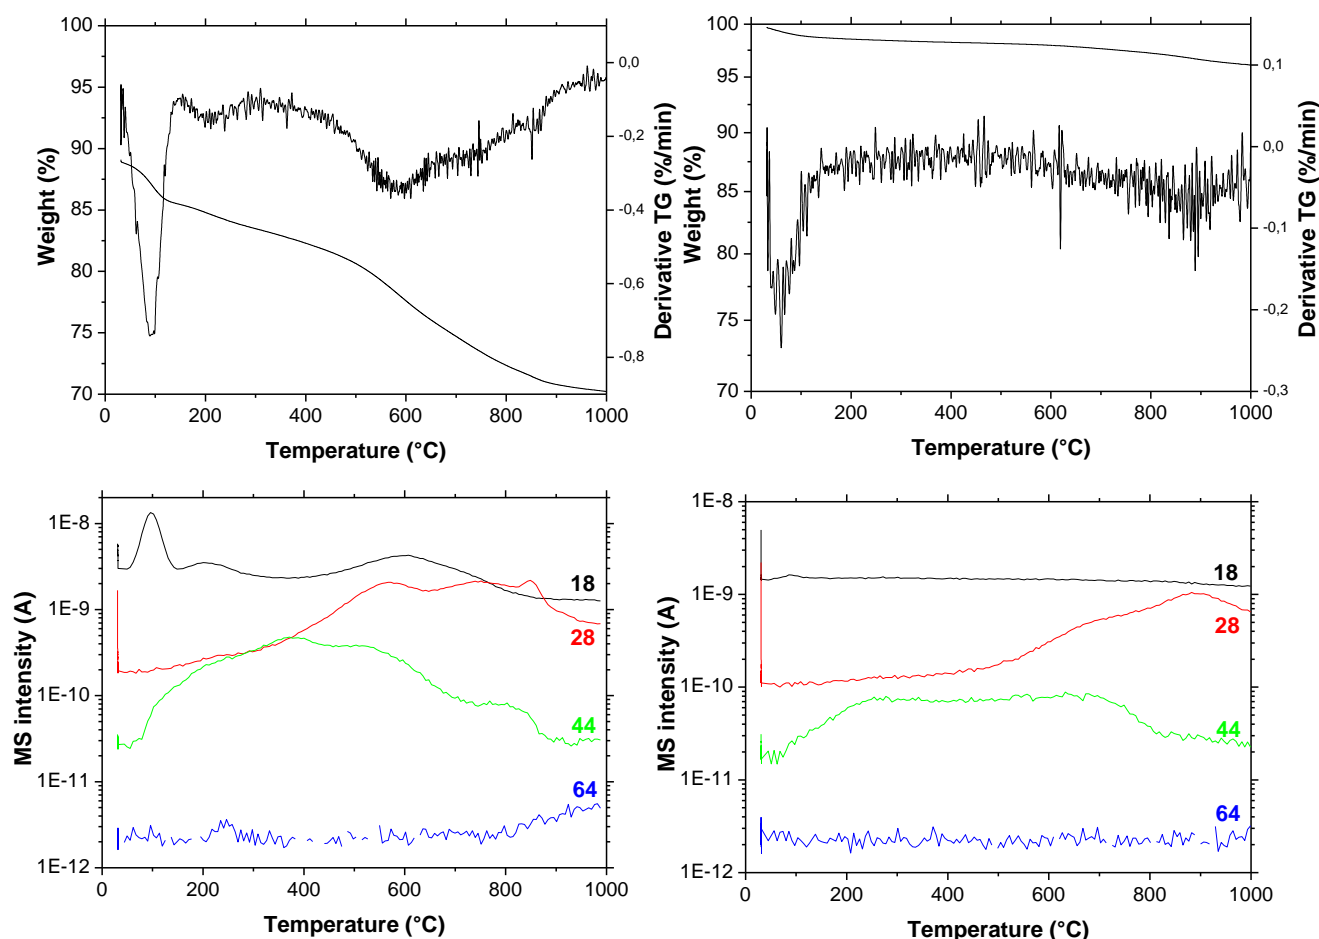 100
95
90
85
80
75
70
0,0
-0,2
-0,4
-0,6
-0,8
0
200
400
600
800
1000
Weight (%)
Derivative TG (%/min)
Temperature (°C)
100
95
90
85
80
75
70
0,1
0,0
-0,1
-0,2
-0,3
0
200
400
600
800
1000
Weight (%)
Derivative TG (%/min)
Temperature (°C)
1E-8
1E-9
1E-10
1E-11
1E-12
18
28
44
64
0
200
400
600
800
1000
MS intensity (A)
Temperature (°C)
1E-8
1E-9
1E-10
1E-11
1E-12
18
28
44
64
0
200
400
600
800
1000
MS intensity (A)
Temperature (°C)